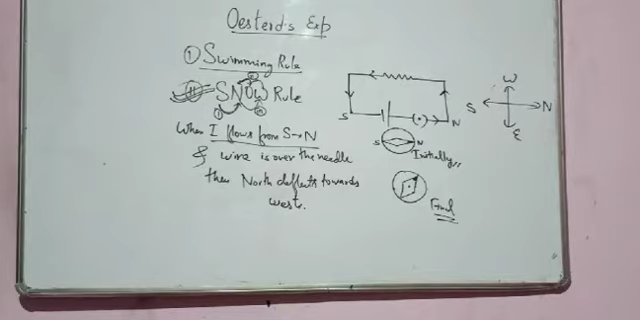 Oesterd's Exp
① Swimming Rule
SNOW Rule
When I flows from S→N
& wire is over the needle
then North deflects towards
west.
S
N
S
N
Initially
Final
W
S
N
E